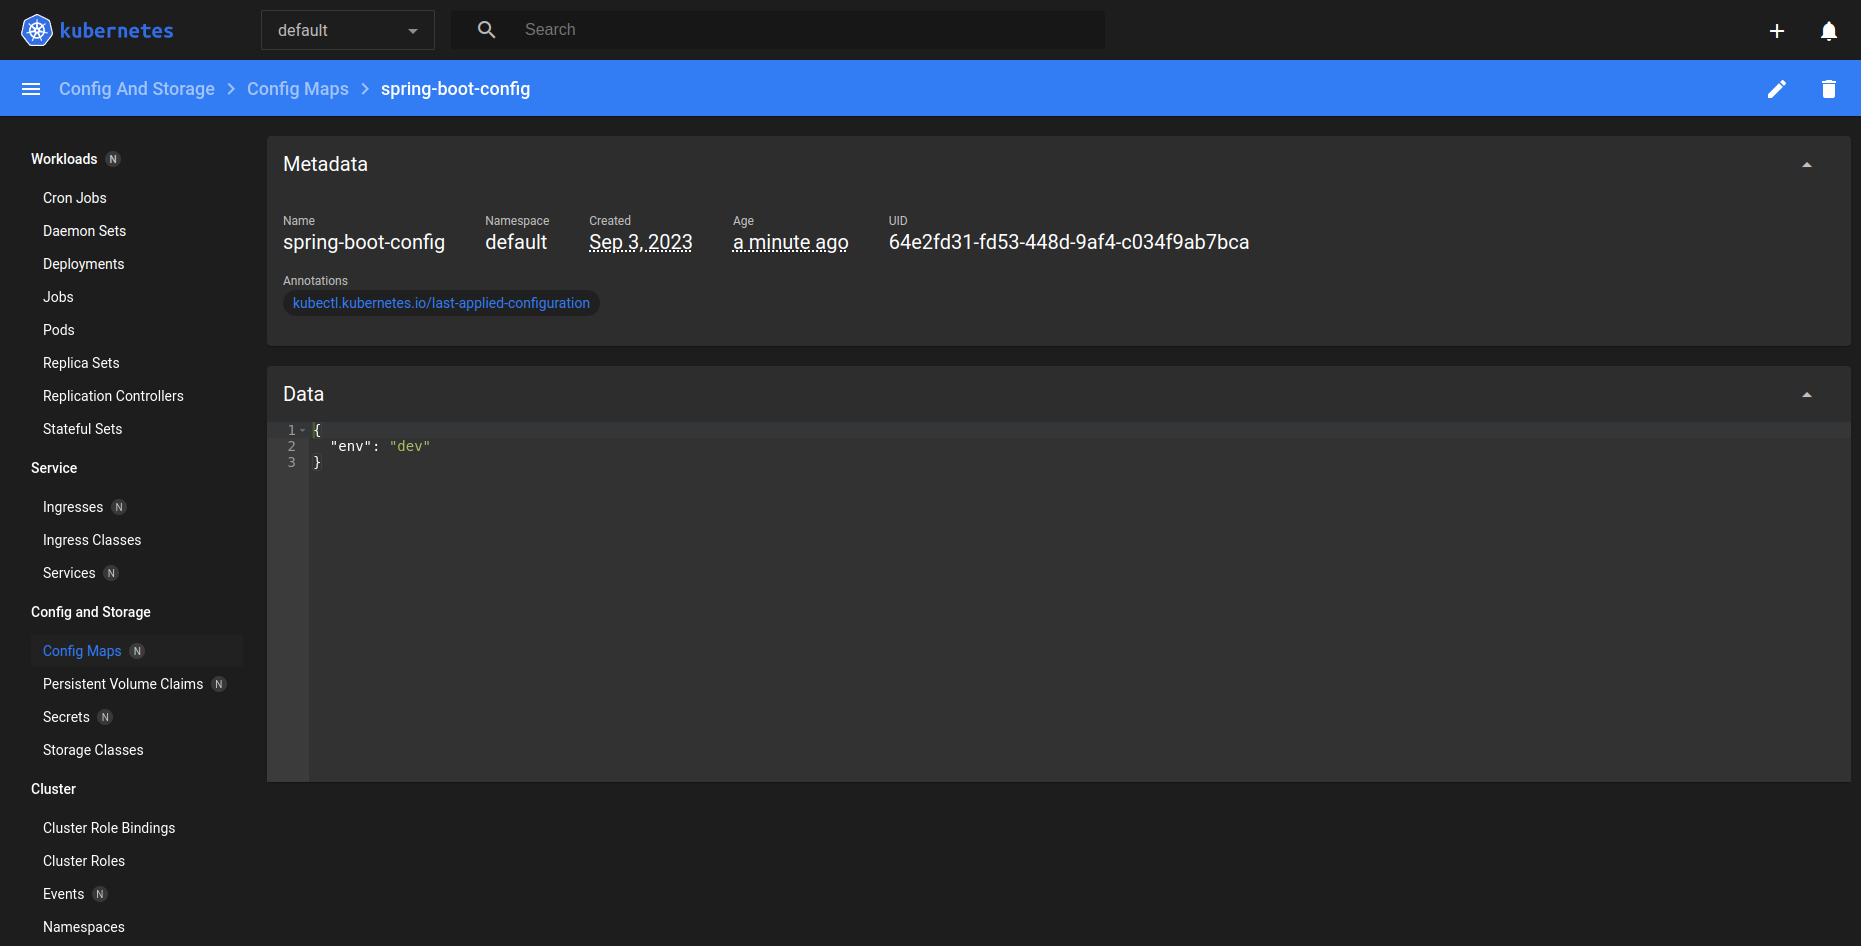 kubernetes
default
Search
Config And Storage > Config Maps > spring-boot-config
Workloads N
Cron Jobs
Daemon Sets
Deployments
Jobs
Pods
Replica Sets
Replication Controllers
Stateful Sets
Service
Ingresses N
Ingress Classes
Services N
Config and Storage
Config Maps N
Persistent Volume Claims N
Secrets N
Storage Classes
Cluster
Cluster Role Bindings
Cluster Roles
Events N
Namespaces
Metadata
Name Namespace Created Age UID
spring-boot-config default Sep 3, 2023 a minute ago 64e2fd31-fd53-448d-9af4-c034f9ab7bca
Annotations
kubectl.kubernetes.io/last-applied-configuration
Data
1 {
2 "env": "dev"
3 }